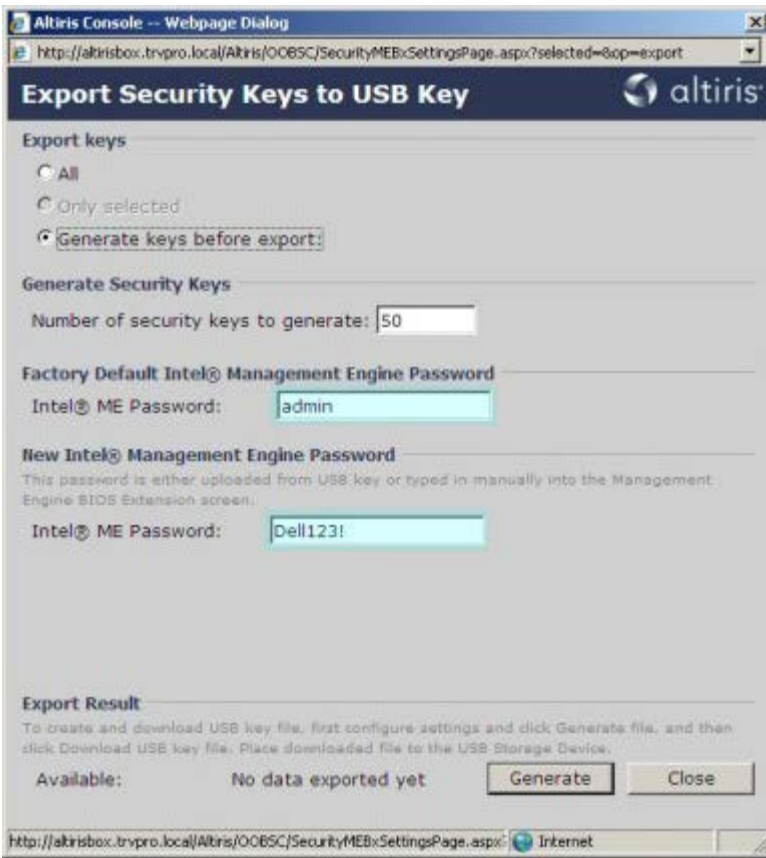 Altiris Console -- Webpage Dialog
http://altirisbox.trvpro.local/Altiris/OOBSC/SecurityMEBxSettingsPage.aspx?selected=&op=export
Export Security Keys to USB Key
altiris
Export keys
All
Only selected
Generate keys before export:
Generate Security Keys
Number of security keys to generate: 50
Factory Default Intel® Management Engine Password
Intel® ME Password: admin
New Intel® Management Engine Password
This password is either uploaded from USB key or typed in manually into the Management
Engine BIOS Extension screen.
Intel® ME Password: Dell123!
Export Result
To create and download USB key file, first configure settings and click Generate file, and then
click Download USB key file. Place downloaded file to the USB Storage Device.
Available: No data exported yet Generate Close
http://altirisbox.trvpro.local/Altiris/OOBSC/SecurityMEBxSettingsPage.aspx Internet